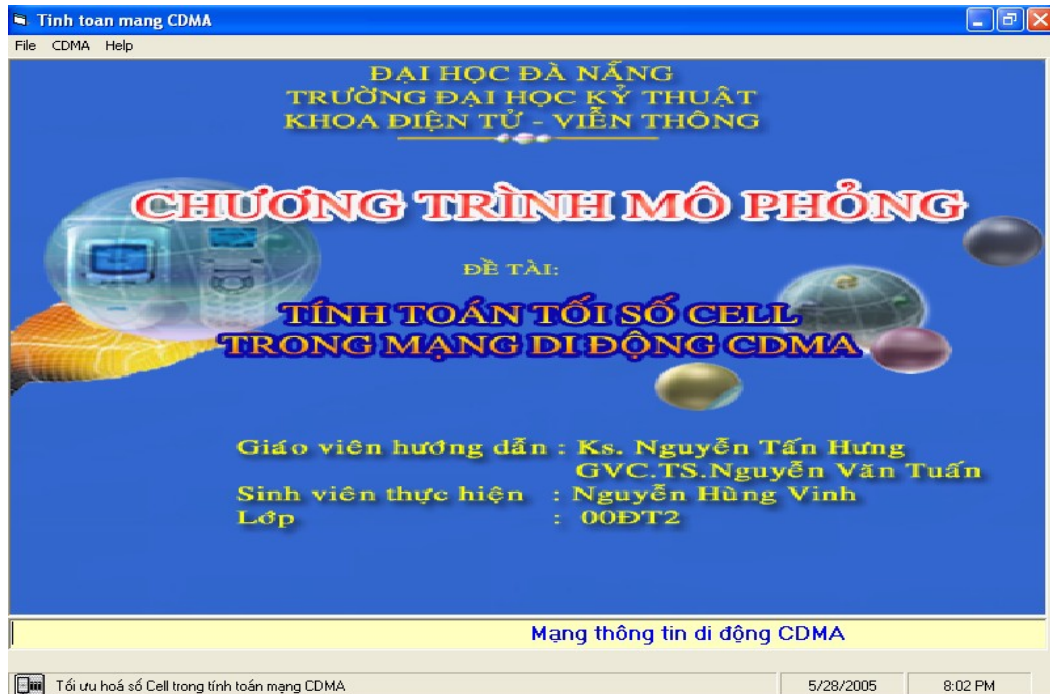 Tinh toan mang CDMA
File CDMA Help
ĐẠI HỌC ĐÀ NẴNG
TRƯỜNG ĐẠI HỌC KỶ THUẬT
KHOA ĐIỆN TỬ - VIỄN THÔNG
CHƯƠNG TRÌNH MÔ PHỎNG
ĐỀ TÀI:
TÍNH TOÁN TỐI SỐ CELL
TRONG MẠNG DI ĐỘNG CDMA
Giáo viên hướng dẫn : Ks. Nguyễn Tấn Hưng
GVC.TS.Nguyễn Văn Tuấn
Sinh viên thực hiện : Nguyễn Hùng Vinh
Lớp : 00ĐT2
Mạng thông tin di động CDMA
Tối ưu hoá số Cell trong tính toán mạng CDMA 5/28/2005 8:02 PM